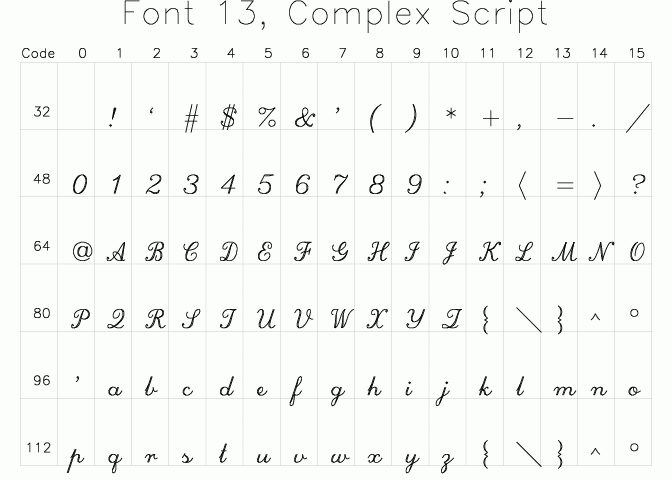 Font 13, Complex Script
Code 0 1 2 3 4 5 6 7 8 9 10 11 12 13 14 15
32 ! ‘ # $ % & ’ ( ) * + , − . /
48 0 1 2 3 4 5 6 7 8 9 : ; ⟨ = ⟩ ?
64 @ A B C D E F G H I J K L M N O
80 P Q R S T U V W X Y Z { \ } ^ °
96 ’ a b c d e f g h i j k l m n o
112 p q r s t u v w x y z { \ } ^ °